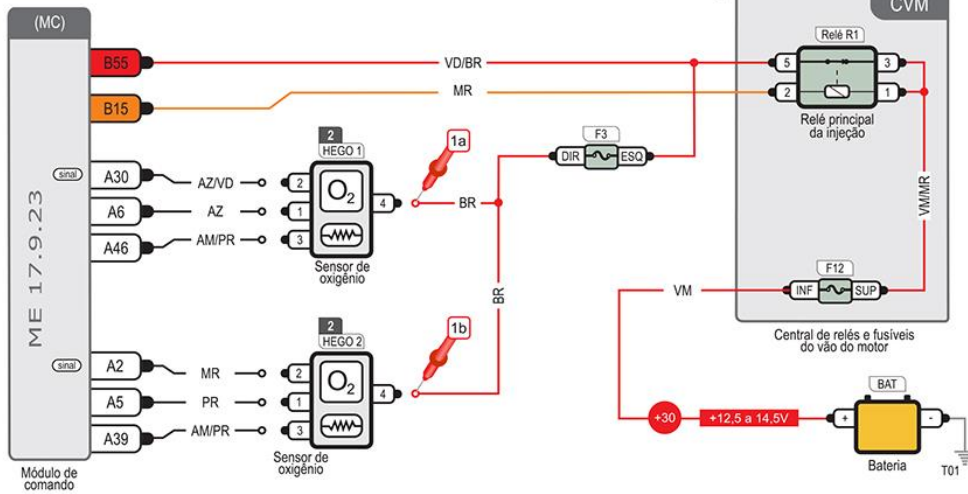 (MC)
CVM
Relé R1
B55
VD/BR
5
3
B15
MR
2
1
Relé principal
da injeção
F3
DIR
ESQ
2
HEGO 1
1a
sinal
A30
AZ/VD
2
O2
4
BR
A6
AZ
1
A46
AM/PR
3
Sensor de
oxigênio
VM/MR
ME 17.9.23
BR
F12
VM
INF
SUP
Central de relés e fusíveis
do vão do motor
2
HEGO 2
1b
sinal
A2
MR
2
O2
4
A5
PR
1
A39
AM/PR
3
Sensor de
oxigênio
BAT
+30
+12,5 a 14,5V
+
-
Bateria
T01
Módulo de
comando